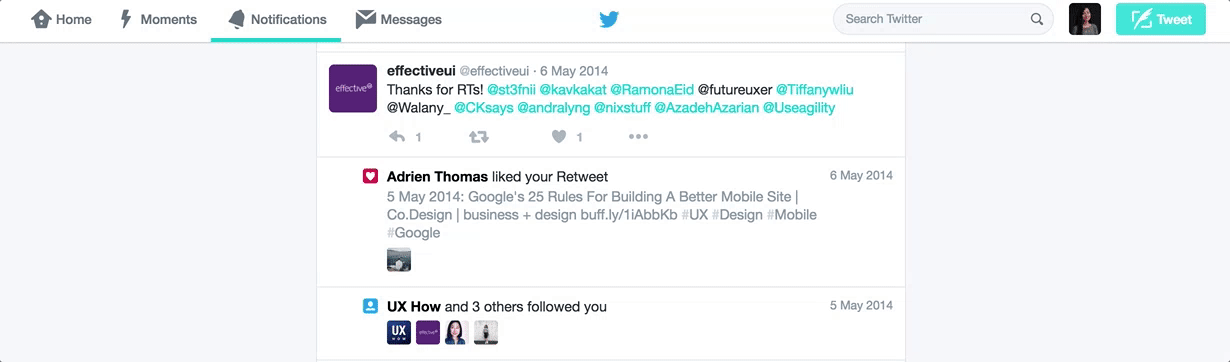 Home Moments Notifications Messages Search Twitter Tweet
effective
effectiveui @effectiveui · 6 May 2014
Thanks for RTs! @st3fnii @kavkakat @RamonaEid @futureuxer @Tiffanywliu
@Walany_ @CKsays @andralyng @nixstuff @AzadehAzarian @Useagility
1 1
Adrien Thomas liked your Retweet 6 May 2014
5 May 2014: Google's 25 Rules For Building A Better Mobile Site |
Co.Design | business + design buff.ly/1iAbbKb #UX #Design #Mobile
#Google
UX How and 3 others followed you 5 May 2014
UX
HOW
effective